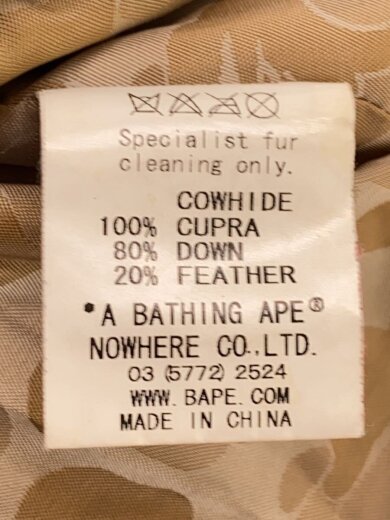 Specialist fur
cleaning only.
COWHIDE
100% CUPRA
80% DOWN
20% FEATHER
*A BATHING APE®
NOWHERE CO.,LTD.
03 (5772) 2524
WWW.BAPE.COM
MADE IN CHINA